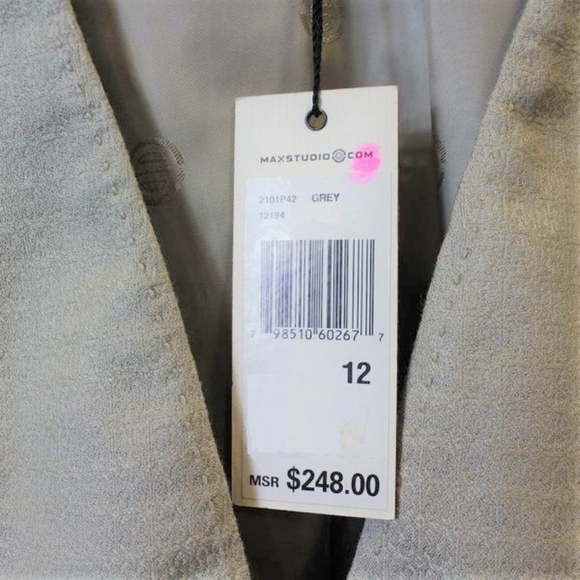 MAXSTUDIO COM
2101P42 GREY
12194
7 98510 60267 7
12
MSR $248.00